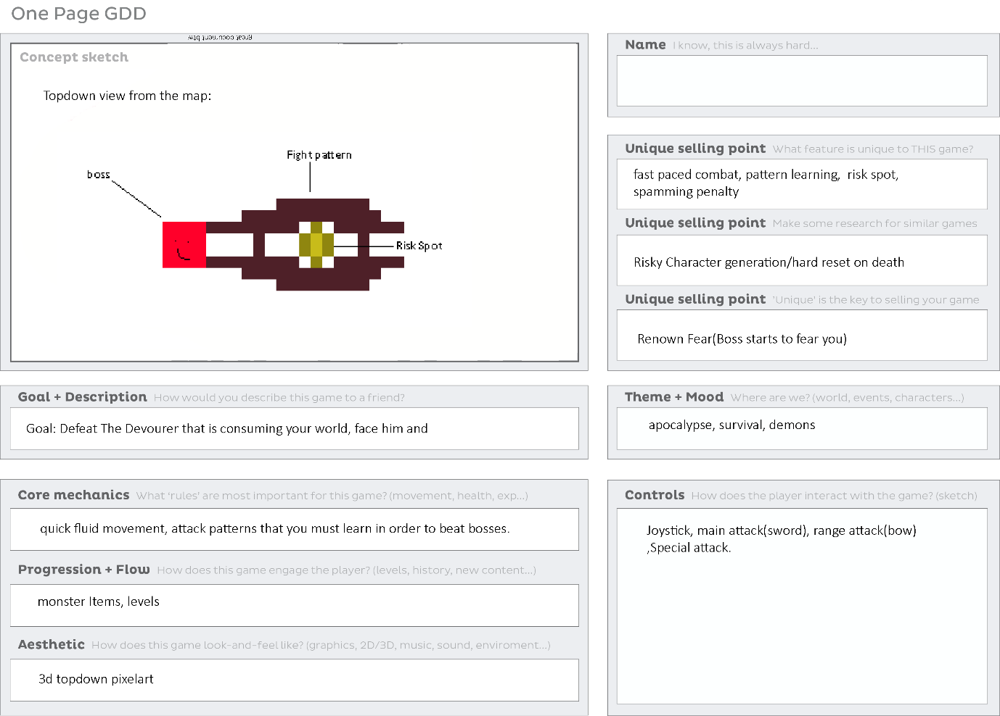 One Page GDD
great document btw
Concept sketch
Topdown view from the map:
Fight pattern
boss
Risk Spot
Name I know, this is always hard...
Unique selling point What feature is unique to THIS game?
fast paced combat, pattern learning, risk spot,
spamming penalty
Unique selling point Make some research for similar games
Risky Character generation/hard reset on death
Unique selling point 'Unique' is the key to selling your game
Renown Fear(Boss starts to fear you)
Goal + Description How would you describe this game to a friend?
Goal: Defeat The Devourer that is consuming your world, face him and
Theme + Mood Where are we? (world, events, characters...)
apocalypse, survival, demons
Core mechanics What 'rules' are most important for this game? (movement, health, exp...)
quick fluid movement, attack patterns that you must learn in order to beat bosses.
Progression + Flow How does this game engage the player? (levels, history, new content...)
monster Items, levels
Aesthetic How does this game look-and-feel like? (graphics, 2D/3D, music, sound, enviroment...)
3d topdown pixelart
Controls How does the player interact with the game? (sketch)
Joystick, main attack(sword), range attack(bow)
,Special attack.